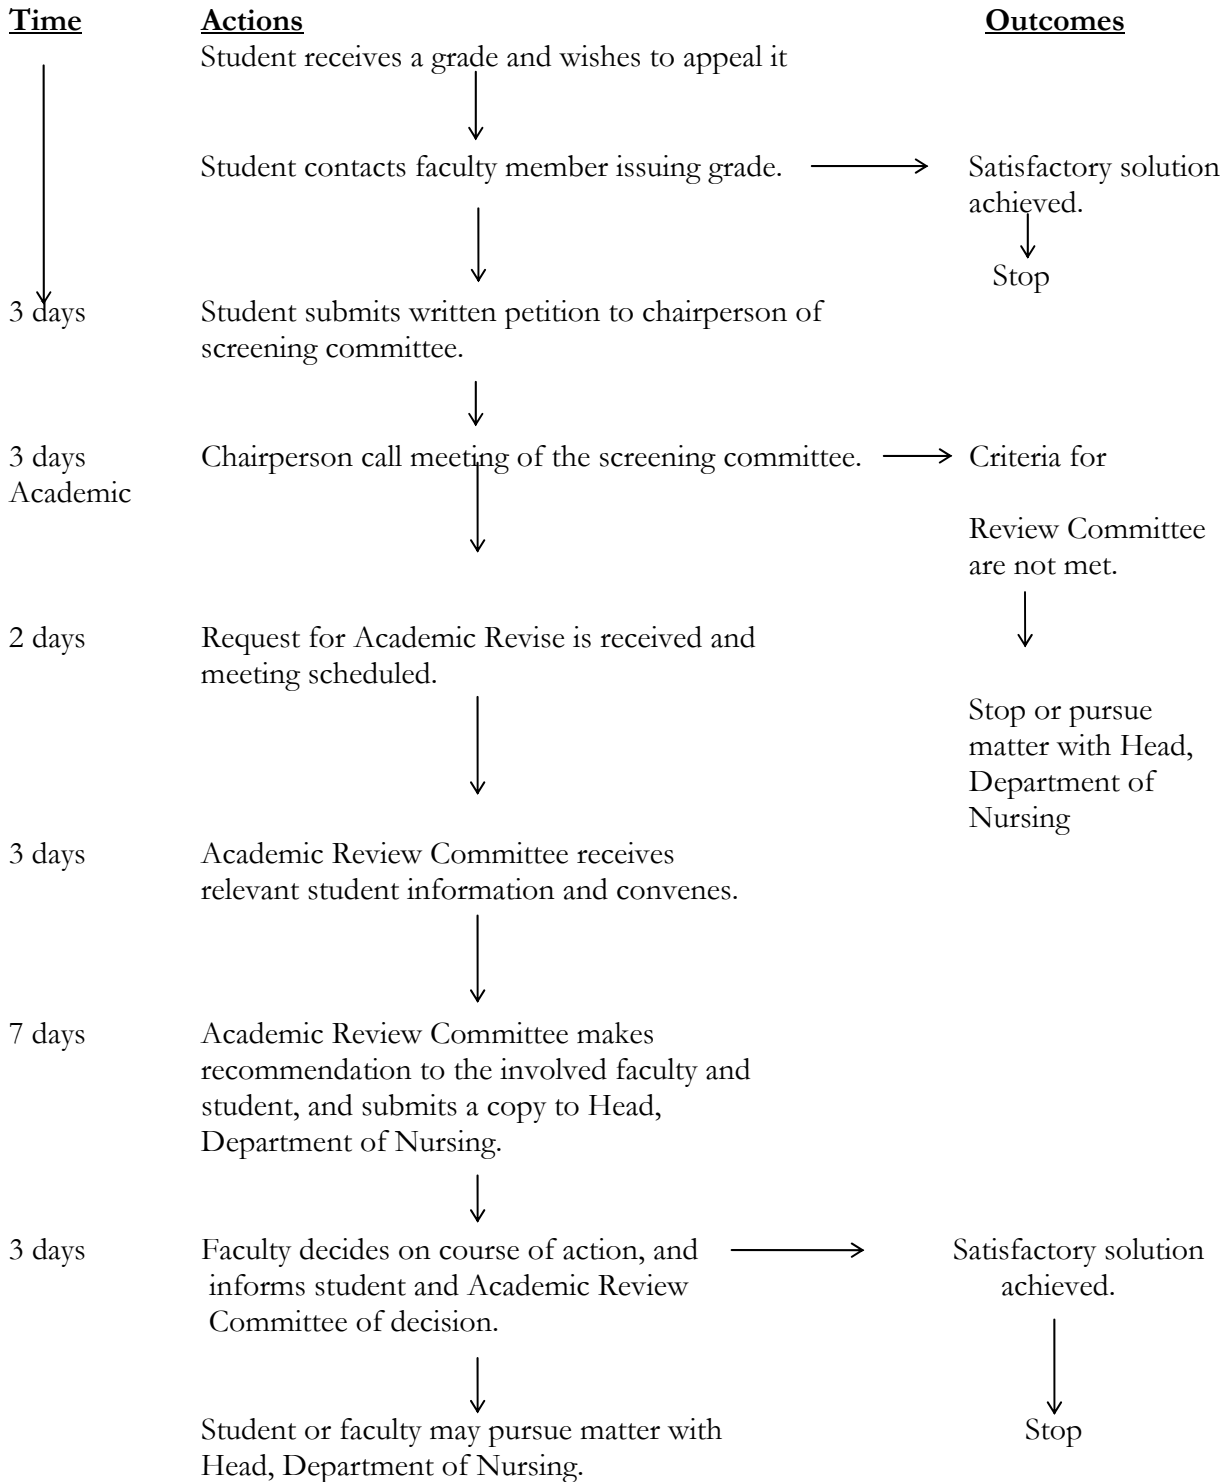 Time Actions Outcomes
Student receives a grade and wishes to appeal it
Student contacts faculty member issuing grade. Satisfactory solution
achieved.
Stop
3 days Student submits written petition to chairperson of
screening committee.
3 days Chairperson call meeting of the screening committee. Criteria for
Academic
Review Committee
are not met.
2 days Request for Academic Revise is received and
meeting scheduled.
Stop or pursue
matter with Head,
Department of
Nursing
3 days Academic Review Committee receives
relevant student information and convenes.
7 days Academic Review Committee makes
recommendation to the involved faculty and
student, and submits a copy to Head,
Department of Nursing.
3 days Faculty decides on course of action, and Satisfactory solution
informs student and Academic Review achieved.
Committee of decision.
Student or faculty may pursue matter with Stop
Head, Department of Nursing.